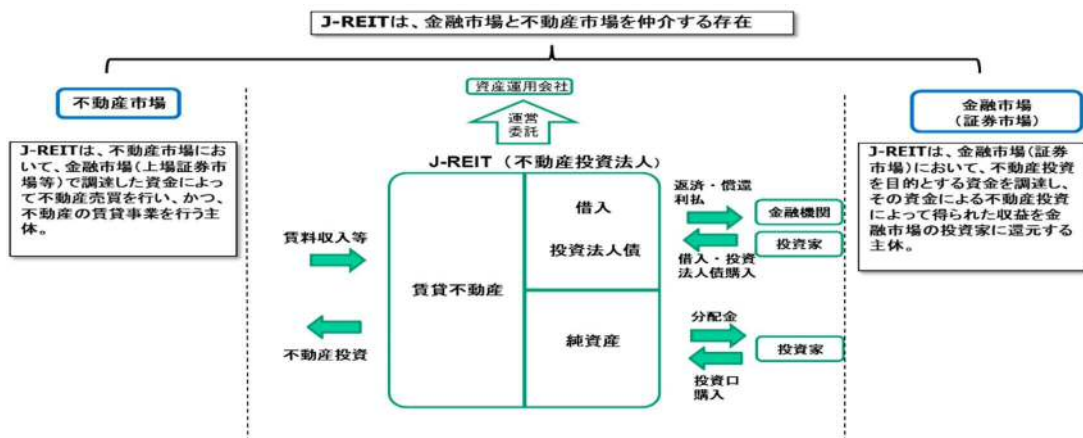 J-REITは、金融市場と不動産市場を仲介する存在
不動産市場
J-REITは、不動産市場にお
いて、金融市場(上場証券市
場等)で調達した資金によっ
て不動産売買を行い、かつ、
不動産の賃貸事業を行う主
体。
資産運用会社
運営
委託
J-REIT（不動産投資法人）
賃料収入等
不動産投資
賃貸不動産
借入
投資法人債
純資産
返済・償還
利払
金融機関
投資家
借入・投資
法人債購入
分配金
投資家
投資口
購入
金融市場
（証券市場）
J-REITは、金融市場(証券
市場)において、不動産投資
を目的とする資金を調達し、
その資金による不動産投資
によって得られた収益を金
融市場の投資家に還元する
主体。